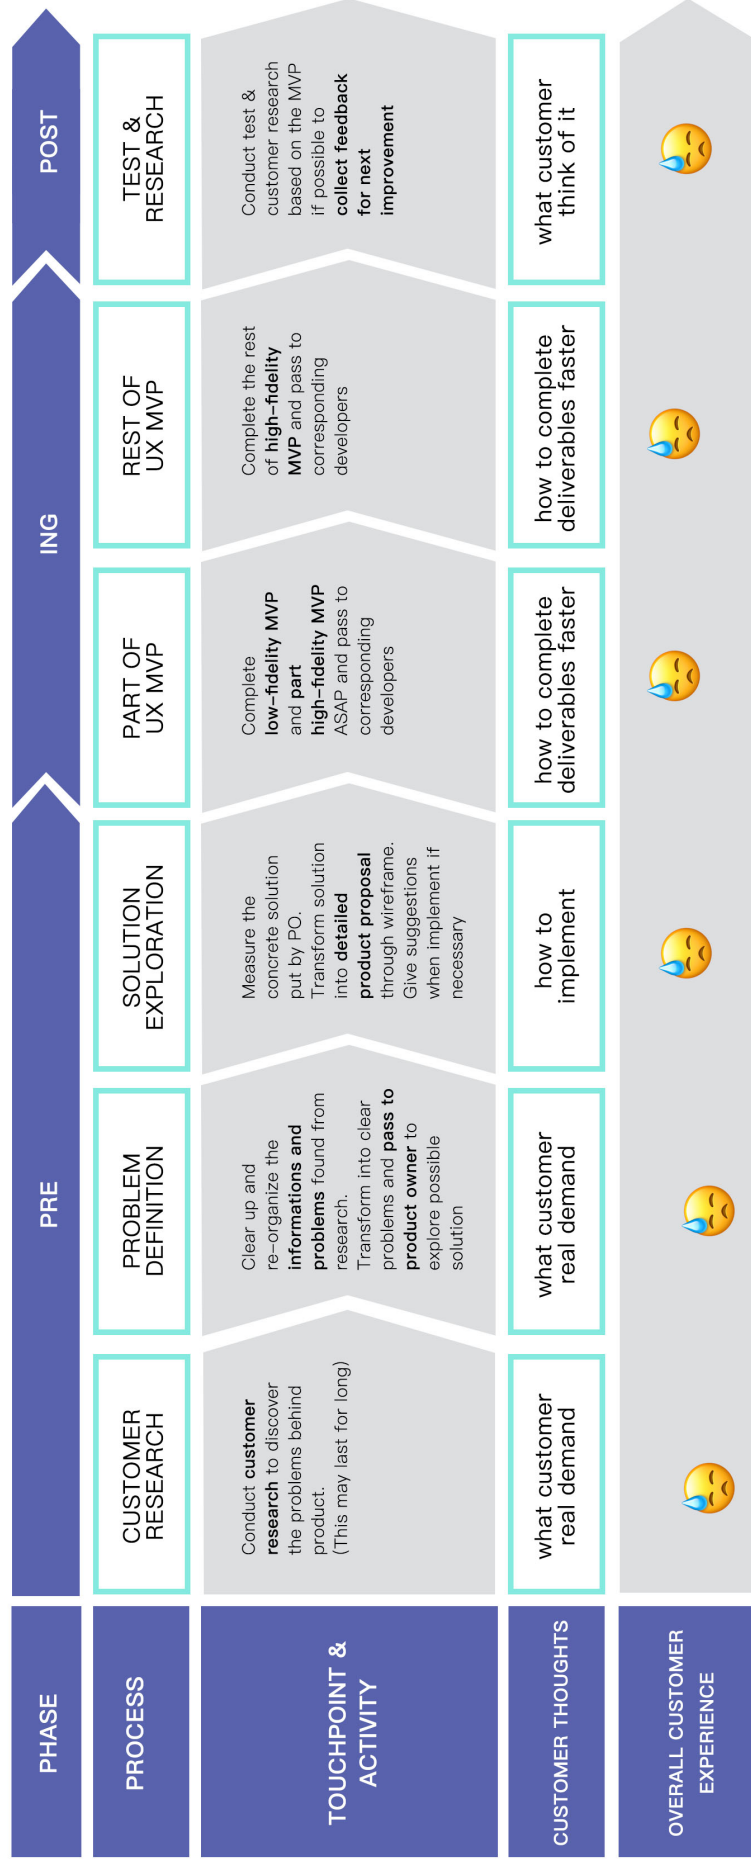 PHASE
PRE
ING
POST
PROCESS
CUSTOMER
RESEARCH
PROBLEM
DEFINITION
SOLUTION
EXPLORATION
PART OF
UX MVP
REST OF
UX MVP
TEST &
RESEARCH
TOUCHPOINT &
ACTIVITY
Conduct customer
research to discover
the problems behind
product.
(This may last for long)
Clear up and
re-organize the
informations and
problems found from
research.
Transform into clear
problems and pass to
product owner to
explore possible
solution
Measure the
concrete solution
put by PO.
Transform solution
into detailed
product proposal
through wireframe.
Give suggestions
when implement if
necessary
Complete
low-fidelity MVP
and part
high-fidelity MVP
ASAP and pass to
corresponding
developers
Complete the rest
of high-fidelity
MVP and pass to
corresponding
developers
Conduct test &
customer research
based on the MVP
if possible to
collect feedback
for next
improvement
CUSTOMER THOUGHTS
what customer
real demand
what customer
real demand
how to
implement
how to complete
deliverables faster
how to complete
deliverables faster
what customer
think of it
OVERALL CUSTOMER
EXPERIENCE